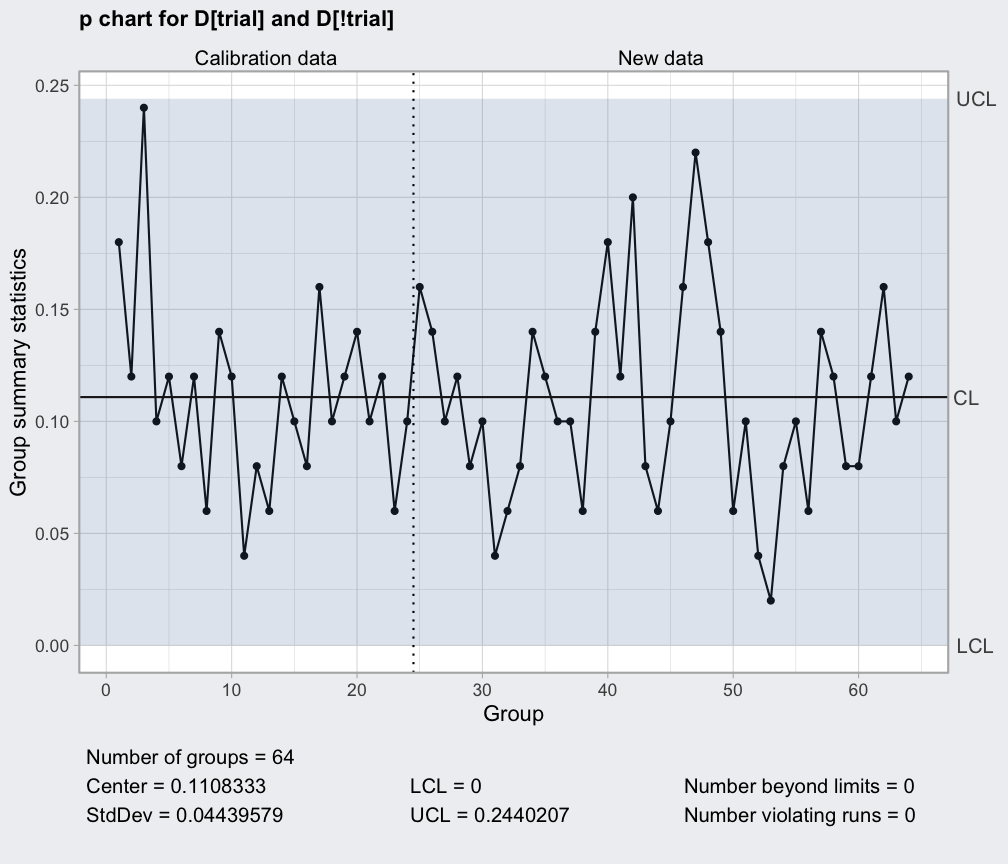 p chart for D[trial] and D[!trial]
Calibration data New data
0.25
UCL
0.20
0.15
CL
0.10
0.05
0.00
LCL
Group summary statistics
0 10 20 30 40 50 60
Group
Number of groups = 64
Center = 0.1108333 LCL = 0 Number beyond limits = 0
StdDev = 0.04439579 UCL = 0.2440207 Number violating runs = 0